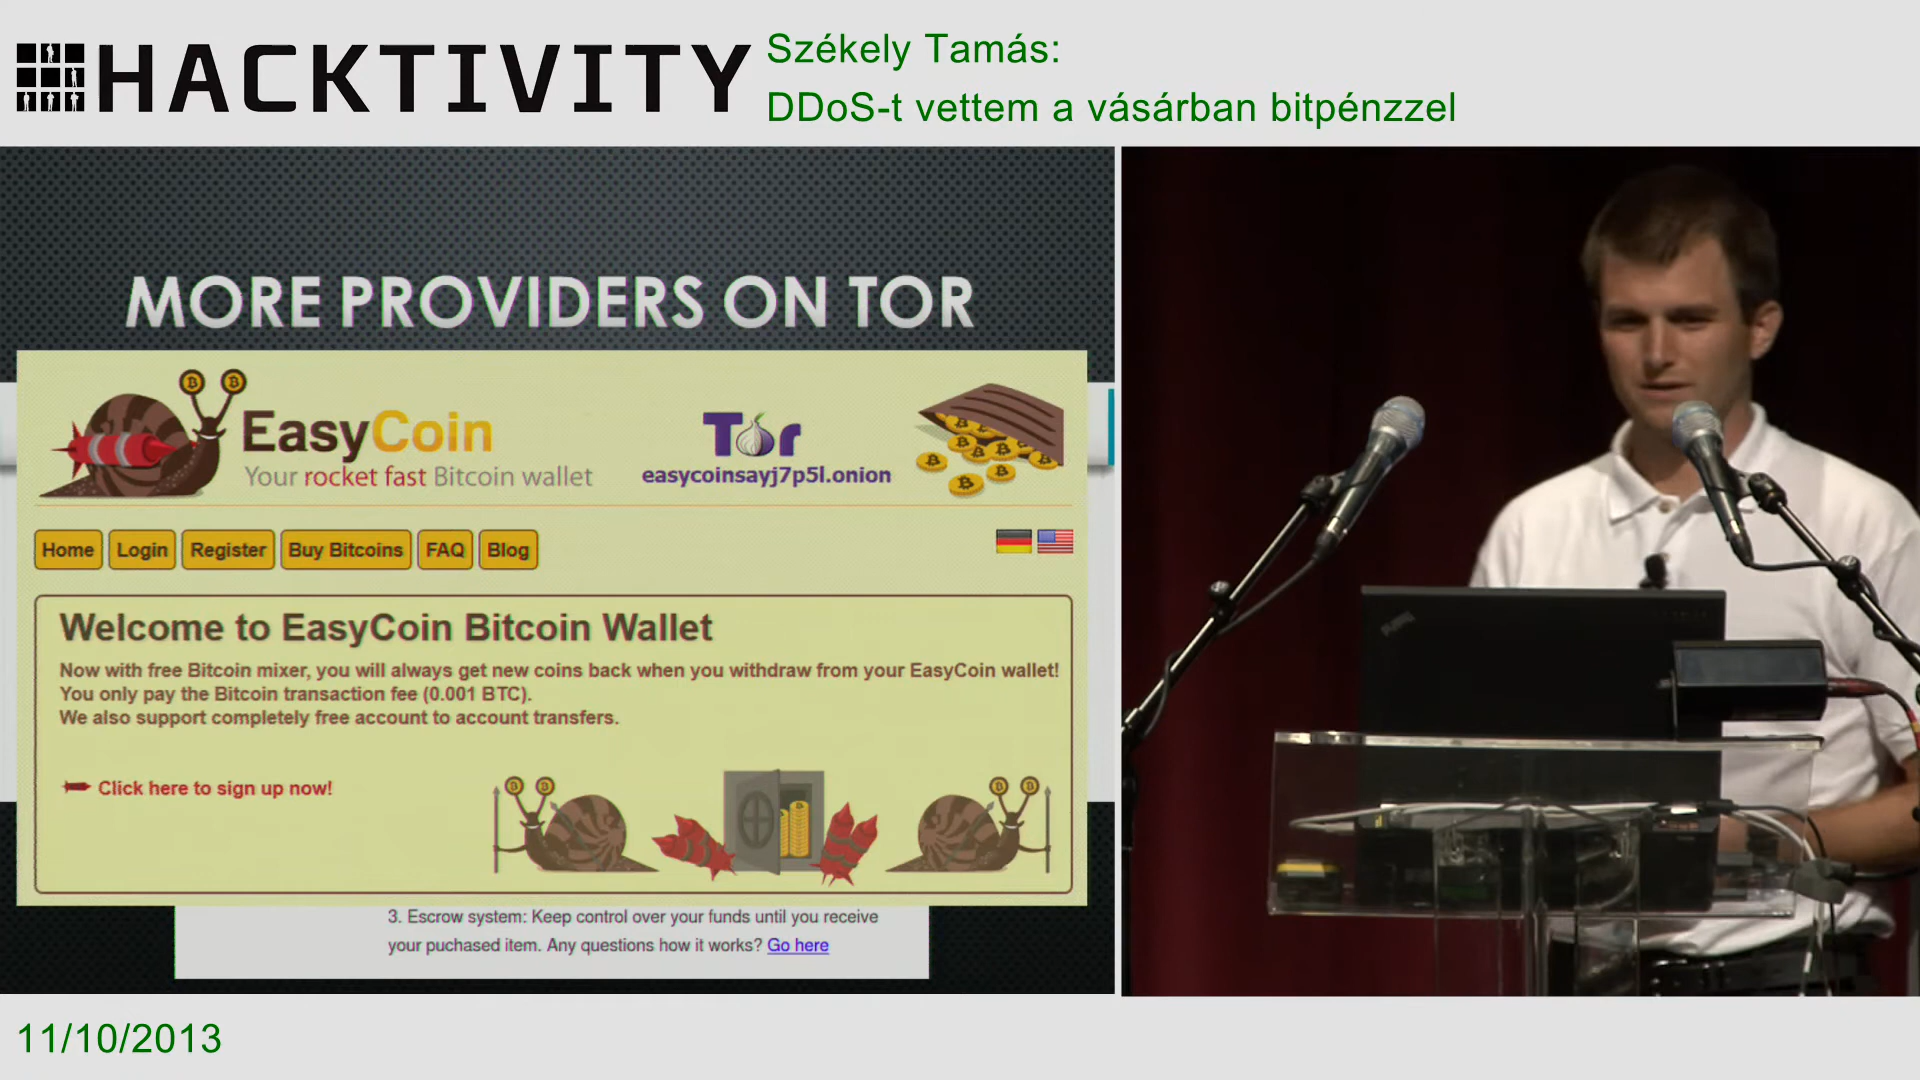 HACKTIVITY
Székely Tamás:
DDoS-t vettem a vásárban bitpénzzel
MORE PROVIDERS ON TOR
EasyCoin
Your rocket fast Bitcoin wallet
Tor
easycoinsayj7p5l.onion
Home Login Register Buy Bitcoins FAQ Blog
Welcome to EasyCoin Bitcoin Wallet
Now with free Bitcoin mixer, you will always get new coins back when you withdraw from your EasyCoin wallet!
You only pay the Bitcoin transaction fee (0.001 BTC).
We also support completely free account to account transfers.
Click here to sign up now!
3. Escrow system: Keep control over your funds until you receive
your puchased item. Any questions how it works? Go here
ThinkPad
11/10/2013